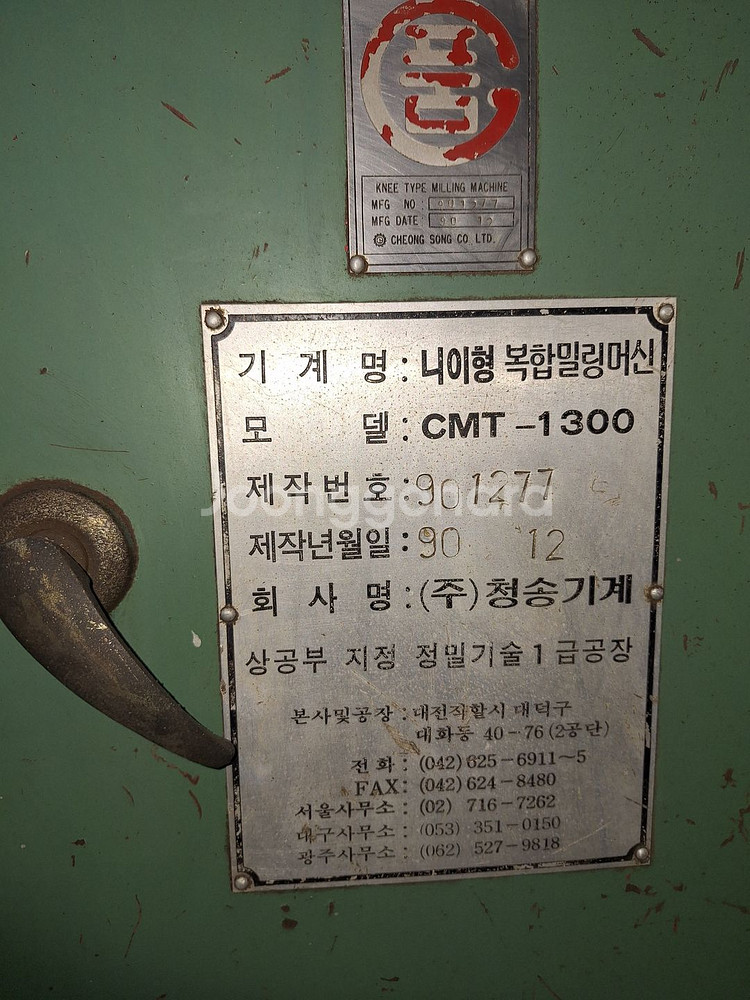 품
KNEE TYPE MILLING MACHINE
MFG NO :
MFG DATE : 90 12
CHEONG SONG CO. LTD.
기 계 명 : 니이형 복합밀링머신
모 델 : CMT-1300
제작번호 : 901277
soonggonara
제작년월일 : 90 12
회 사 명 : (주)청송기계
상공부 지정 정밀기술1급공장
본사및공장 : 대전직할시 대덕구
대화동 40-76(2공단)
전화 : (042)625-6911~5
FAX : (042)624-8480
서울사무소 : (02) 716-7262
대구사무소 : (053) 351-0150
광주사무소 : (062) 527-9818